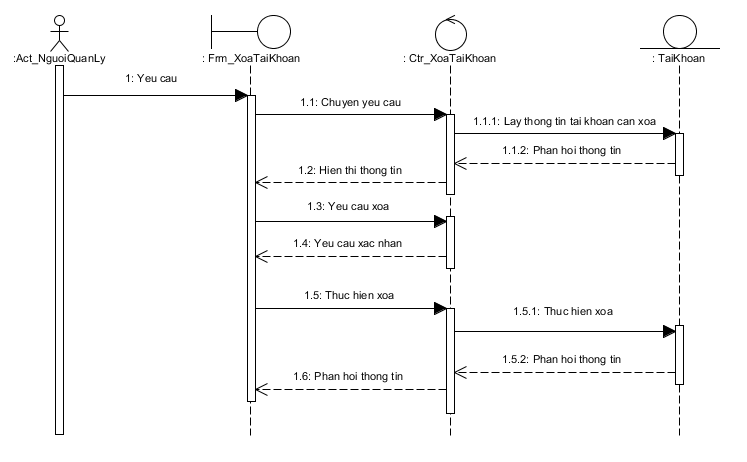 :Act_NguoiQuanLy
: Frm_XoaTaiKhoan
: Ctr_XoaTaiKhoan
: TaiKhoan
1: Yeu cau
1.1: Chuyen yeu cau
1.1.1: Lay thong tin tai khoan can xoa
1.1.2: Phan hoi thong tin
1.2: Hien thi thong tin
1.3: Yeu cau xoa
1.4: Yeu cau xac nhan
1.5: Thuc hien xoa
1.5.1: Thuc hien xoa
1.5.2: Phan hoi thong tin
1.6: Phan hoi thong tin